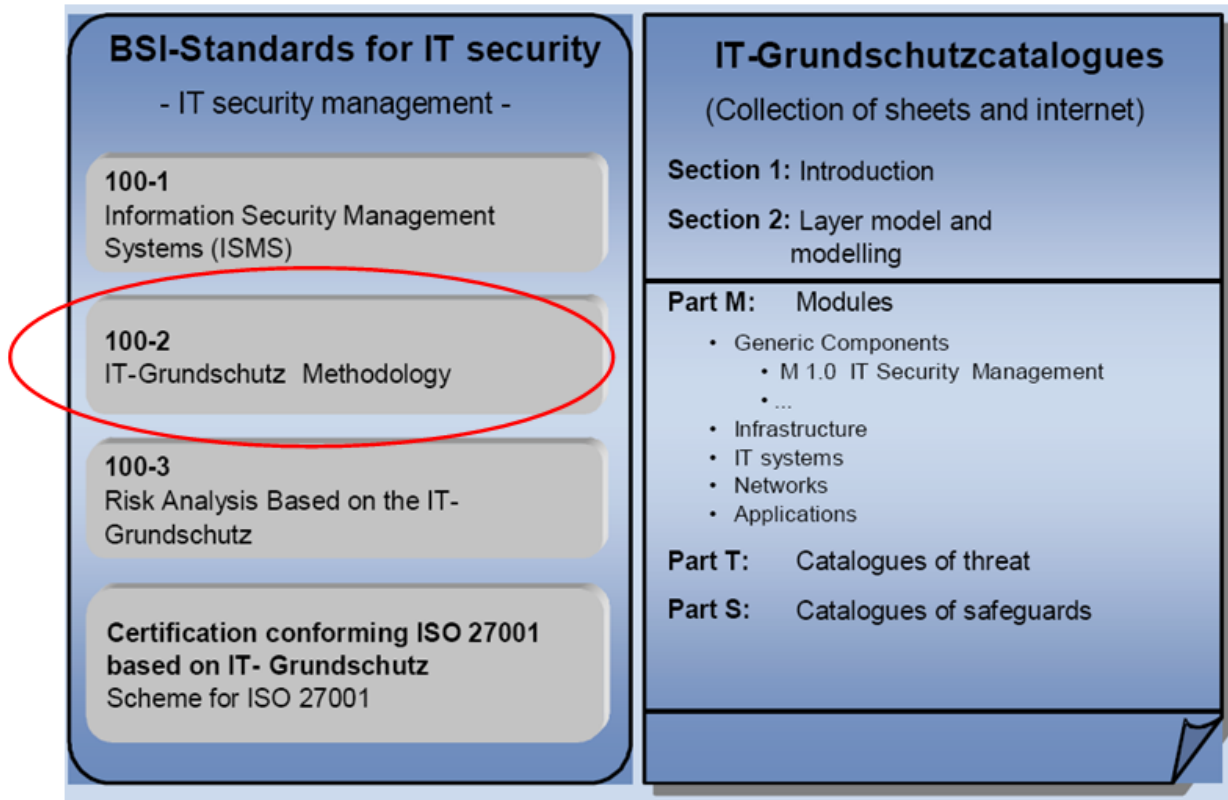 BSI-Standards for IT security
- IT security management -
100-1
Information Security Management
Systems (ISMS)
100-2
IT-Grundschutz Methodology
100-3
Risk Analysis Based on the IT-
Grundschutz
Certification conforming ISO 27001
based on IT- Grundschutz
Scheme for ISO 27001
IT-Grundschutzcatalogues
(Collection of sheets and internet)
Section 1: Introduction
Section 2: Layer model and
modelling
Part M: Modules
• Generic Components
• M 1.0 IT Security Management
• ...
• Infrastructure
• IT systems
• Networks
• Applications
Part T: Catalogues of threat
Part S: Catalogues of safeguards